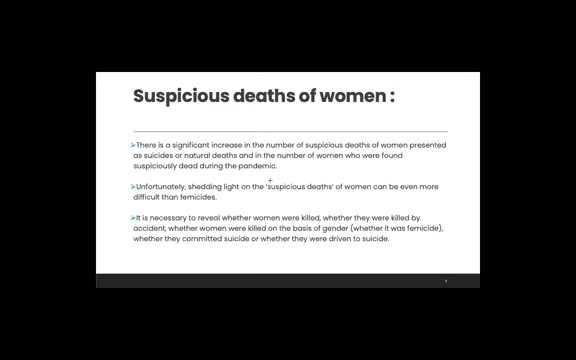 Suspicious deaths of women :
➢There is a significant increase in the number of suspicious deaths of women presented
as suicides or natural deaths and in the number of women who were found
suspiciously dead during the pandemic.
➢Unfortunately, shedding light on the 'suspicious deaths' of women can be even more
difficult than femicides.
➢It is necessary to reveal whether women were killed, whether they were killed by
accident, whether women were killed on the basis of gender (whether it was femicide),
whether they committed suicide or whether they were driven to suicide.